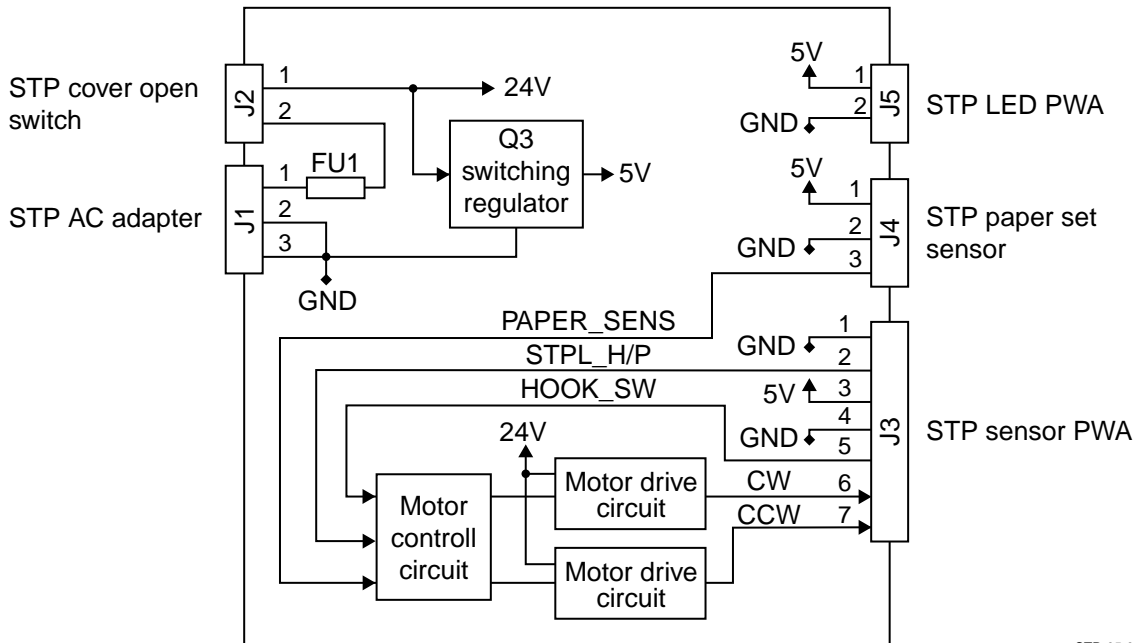 STP cover open
switch
J2
1
2
24V
FU1
Q3
switching
regulator
5V
STP AC adapter
J1
1
2
3
GND
5V
1
2
GND
J5
STP LED PWA
5V
1
2
GND
3
J4
STP paper set
sensor
PAPER_SENS
STPL_H/P
HOOK_SW
GND
1
2
5V
3
4
GND
5
6
7
J3
STP sensor PWA
24V
Motor
controll
circuit
Motor drive
circuit
CW
Motor drive
circuit
CCW